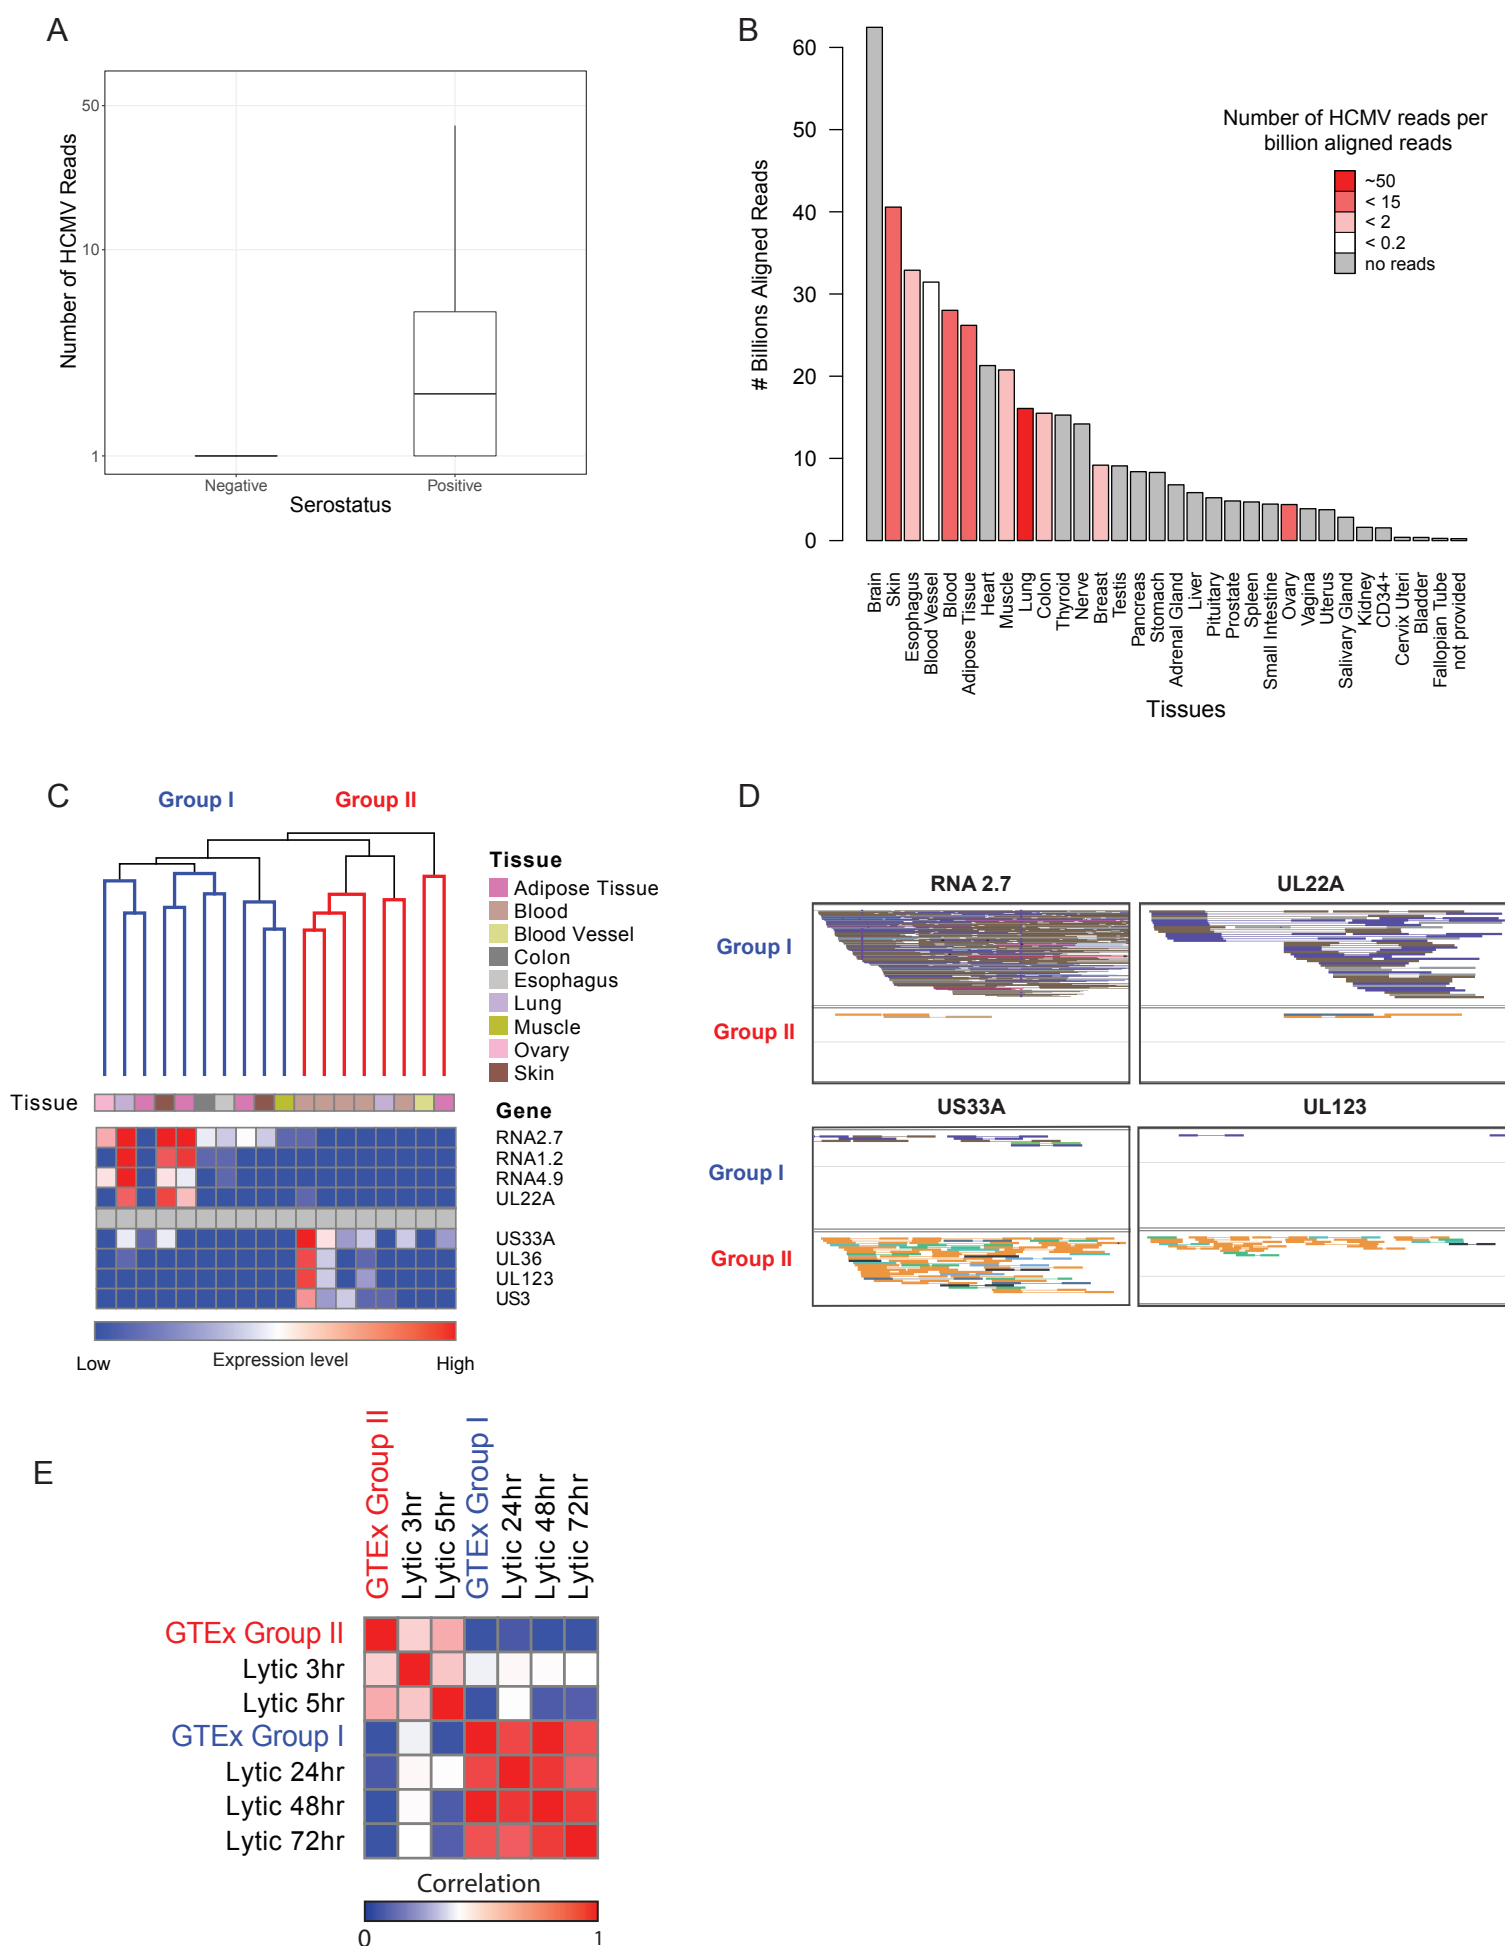 A
Number of HCMV Reads
50
10
1
Negative
Positive
Serostatus
B
# Billions Aligned Reads
60
50
40
30
20
10
0
Number of HCMV reads per
billion aligned reads
~50
< 15
< 2
< 0.2
no reads
Brain
Skin
Esophagus
Blood Vessel
Blood
Adipose Tissue
Heart
Muscle
Lung
Colon
Thyroid
Nerve
Breast
Testis
Pancreas
Stomach
Adrenal Gland
Liver
Pituitary
Prostate
Spleen
Small Intestine
Ovary
Vagina
Uterus
Salivary Gland
Kidney
CD34+
Cervix Uteri
Bladder
Fallopian Tube
not provided
Tissues
C
Group I
Group II
Tissue
Adipose Tissue
Blood
Blood Vessel
Colon
Esophagus
Lung
Muscle
Ovary
Skin
Tissue
Gene
RNA2.7
RNA1.2
RNA4.9
UL22A
US33A
UL36
UL123
US3
Low
Expression level
High
D
RNA 2.7
UL22A
Group I
Group II
US33A
UL123
Group I
Group II
E
GTEx Group II
Lytic 3hr
Lytic 5hr
GTEx Group I
Lytic 24hr
Lytic 48hr
Lytic 72hr
GTEx Group II
Lytic 3hr
Lytic 5hr
GTEx Group I
Lytic 24hr
Lytic 48hr
Lytic 72hr
Correlation
0
1